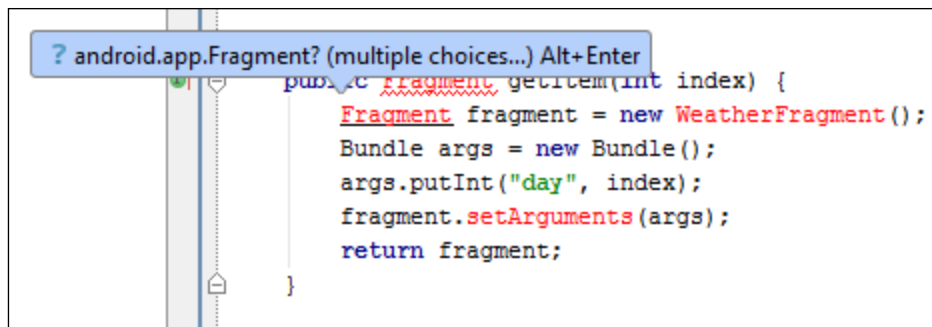 ? android.app.Fragment? (multiple choices...) Alt+Enter
public Fragment getItem(int index) {
Fragment fragment = new WeatherFragment();
Bundle args = new Bundle();
args.putInt("day", index);
fragment.setArguments(args);
return fragment;
}